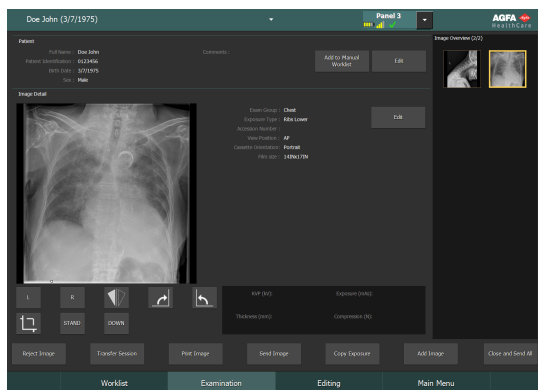 Doe John (3/7/1975)
Panel 3
AGFA
HealthCare
Patient
Full Name : Doe John
Patient Identification : 0123456
Birth Date : 3/7/1975
Sex : Male
Comments :
Add to Manual
Worklist
Edit
Image Overview (2/2)
Image Detail
Exam Group : Chest
Exposure Type : Ribs Lower
Accession Number :
View Position : AP
Cassette Orientation : Portrait
Film size : 14INx17IN
Edit
L
R
STAND
DOWN
KVP (kV):
Exposure (mAs):
Thickness (mm):
Compression (N):
Reject Image
Transfer Session
Print Image
Send Image
Copy Exposure
Add Image
Close and Send All
Worklist
Examination
Editing
Main Menu